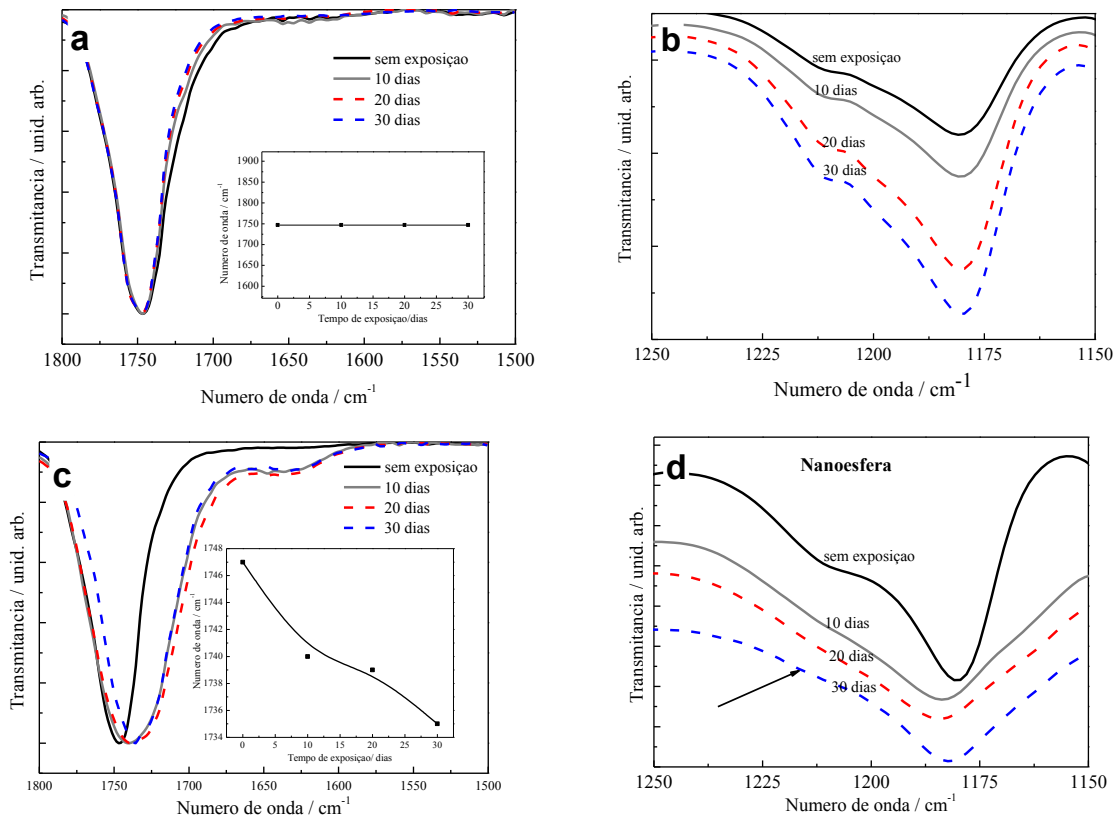 a
sem exposiçao
10 dias
20 dias
30 dias
Transmitancia / unid. arb.
Numero de onda / cm-1
1900
1850
1800
1750
1700
1650
1600
0 5 10 15 20 25 30
Tempo de exposiçao/dias
1800 1750 1700 1650 1600 1550 1500
Numero de onda / cm-1
b
sem exposiçao
10 dias
20 dias
30 dias
Transmitancia / unid. arb.
1250 1225 1200 1175 1150
Numero de onda / cm-1
c
sem exposiçao
10 dias
20 dias
30 dias
Transmitancia / unid. arb.
Numero de onda / cm-1
1748
1746
1744
1742
1740
1738
1736
1734
0 5 10 15 20 25 30
Tempo de exposiçao/ dias
1800 1750 1700 1650 1600 1550 1500
Numero de onda / cm-1
d
Nanoesfera
sem exposiçao
10 dias
20 dias
30 dias
Transmitancia / unid. arb.
1250 1225 1200 1175 1150
Numero de onda / cm-1